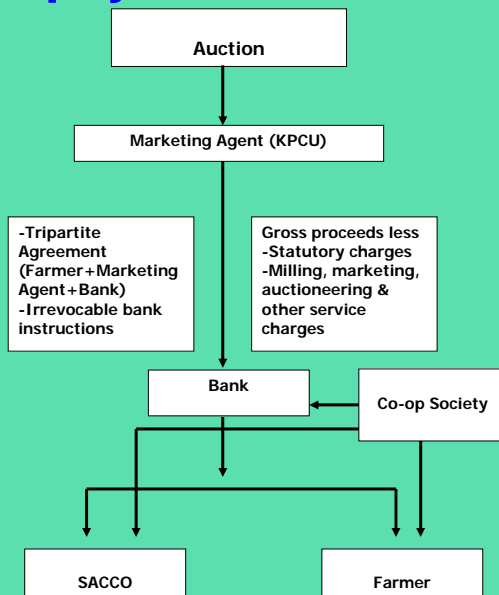 Auction
Marketing Agent (KPCU)
-Tripartite
Agreement
(Farmer+Marketing
Agent+Bank)
-Irrevocable bank
instructions
Gross proceeds less
-Statutory charges
-Milling, marketing,
auctioneering &
other service
charges
Bank
Co-op Society
SACCO
Farmer